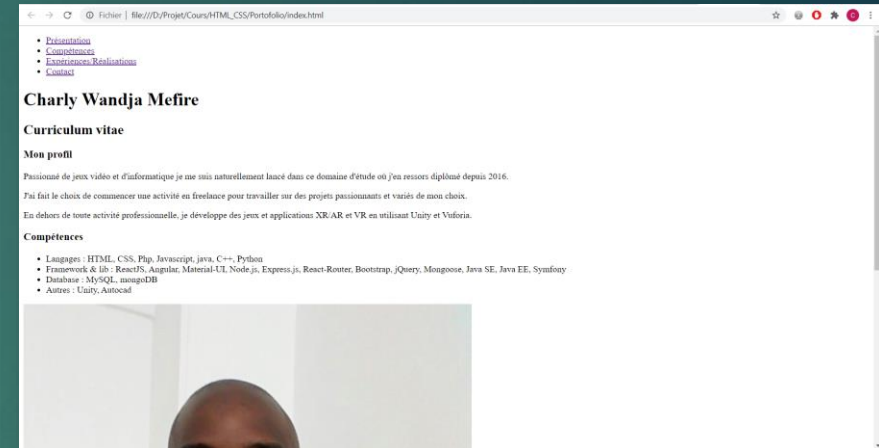 Fichier | file:///D:/Projet/Cours/HTML_CSS/Portofolio/index.html
C
Présentation
Compétences
Expériences/Réalisations
Contact
Charly Wandja Mefire
Curriculum vitae
Mon profil
Passionné de jeux vidéo et d'informatique je me suis naturellement lancé dans ce domaine d'étude où j'en ressors diplômé depuis 2016.
J'ai fait le choix de commencer une activité en freelance pour travailler sur des projets passionnants et variés de mon choix.
En dehors de toute activité professionnelle, je développe des jeux et applications XR/AR et VR en utilisant Unity et Vuforia.
Compétences
Langages : HTML, CSS, Php, Javascript, java, C++, Python
Framework & lib : ReactJS, Angular, Material-UI, Node.js, Express.js, React-Router, Bootstrap, jQuery, Mongoose, Java SE, Java EE, Symfony
Database : MySQL, mongoDB
Autres : Unity, Autocad